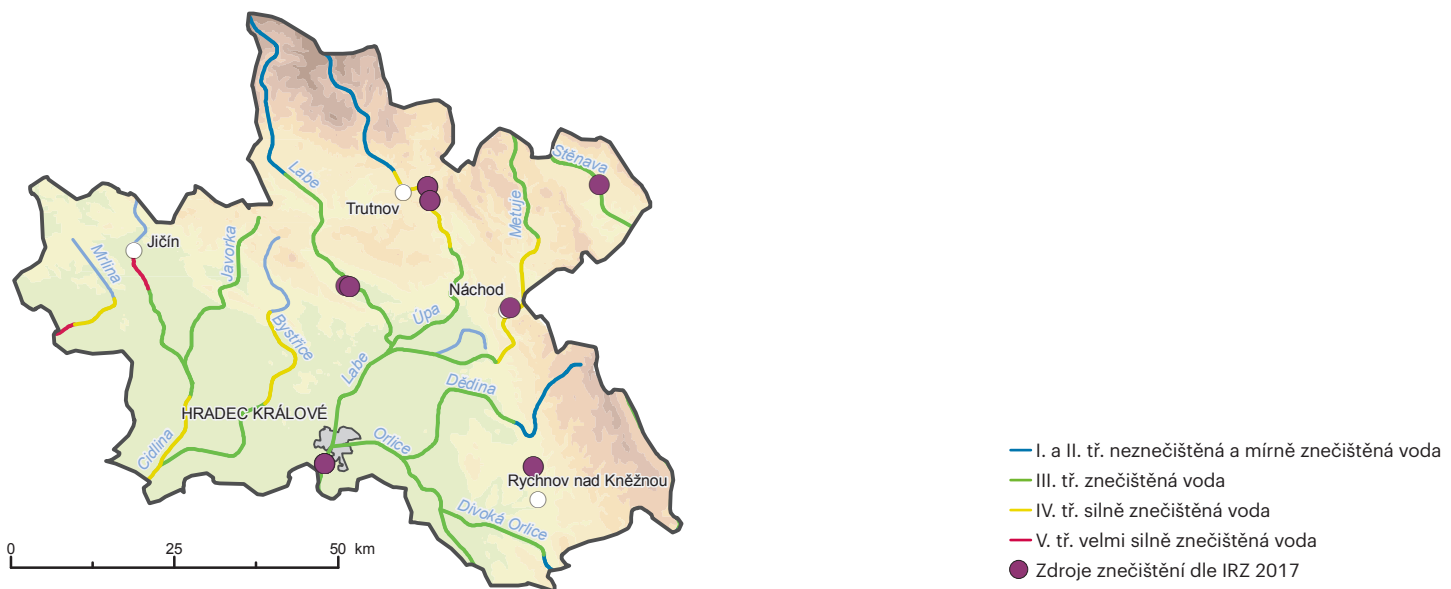 Stěnava
Labe
Trutnov
Metuje
Jičín
Mrlina
Javorka
Náchod
Úpa
Bystřice
Labe
Dědina
HRADEC KRÁLOVÉ
Cidlina
Orlice
Rychnov nad Kněžnou
Divoká Orlice
0 25 50 km
I. a II. tř. neznečištěná a mírně znečištěná voda
III. tř. znečištěná voda
IV. tř. silně znečištěná voda
V. tř. velmi silně znečištěná voda
Zdroje znečištění dle IRZ 2017